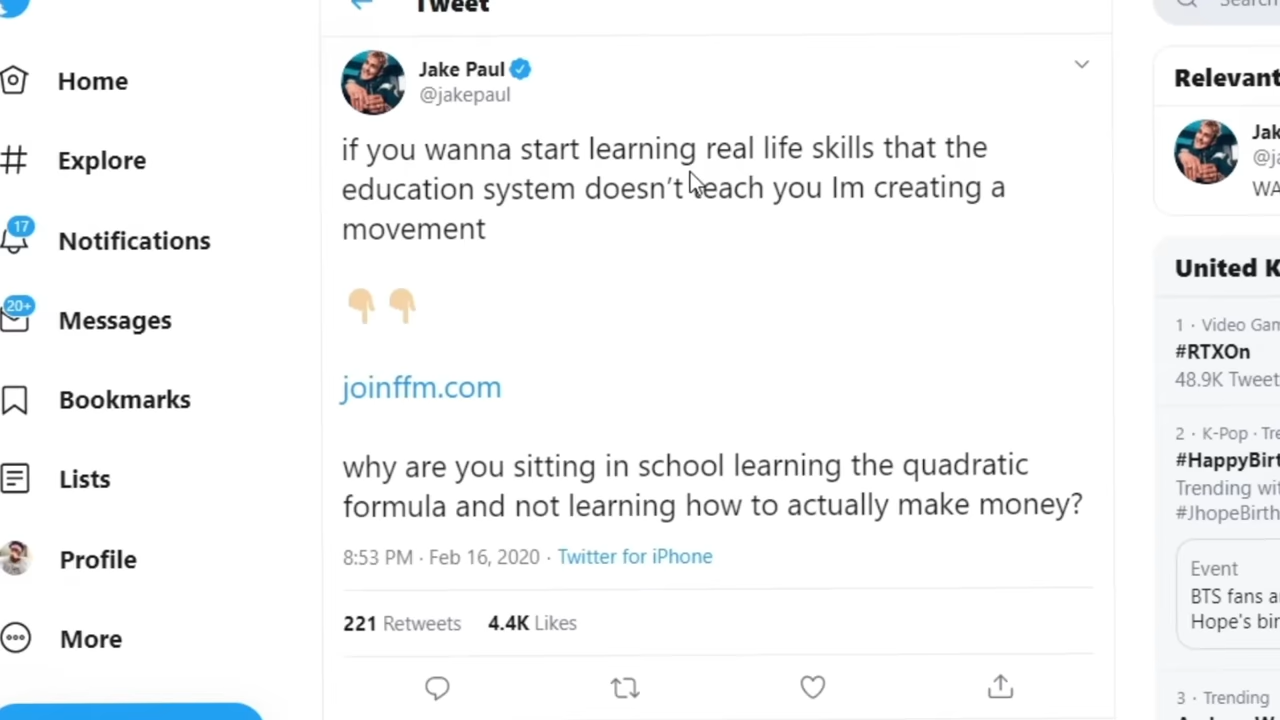 Tweet
Home
Explore
17
Notifications
20+
Messages
Bookmarks
Lists
Profile
More
Jake Paul
@jakepaul
if you wanna start learning real life skills that the
education system doesn't teach you Im creating a
movement
👇🏼👇🏼
joinffm.com
why are you sitting in school learning the quadratic
formula and not learning how to actually make money?
8:53 PM · Feb 16, 2020 · Twitter for iPhone
221 Retweets 4.4K Likes
Relevant
Jak
@ja
WA
United K
1 · Video Gam
#RTXOn
48.9K Tweet
2 · K-Pop · Tre
#HappyBirt
Trending wit
#JhopeBirth
Event
BTS fans a
Hope's bir
3 · Trending